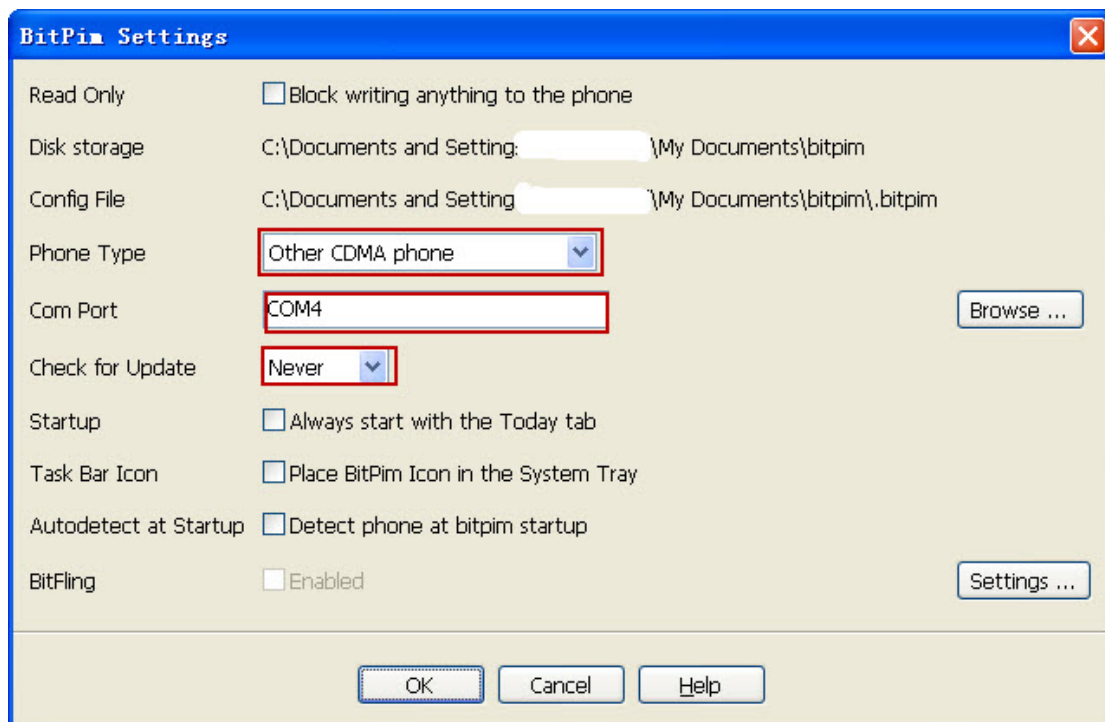 BitPim Settings
Read Only Block writing anything to the phone
Disk storage C:\Documents and Setting \My Documents\bitpim
Config File C:\Documents and Setting \My Documents\bitpim\.bitpim
Phone Type Other CDMA phone
Com Port COM4 Browse ...
Check for Update Never
Startup Always start with the Today tab
Task Bar Icon Place BitPim Icon in the System Tray
Autodetect at Startup Detect phone at bitpim startup
BitFling Enabled Settings ...
OK Cancel Help